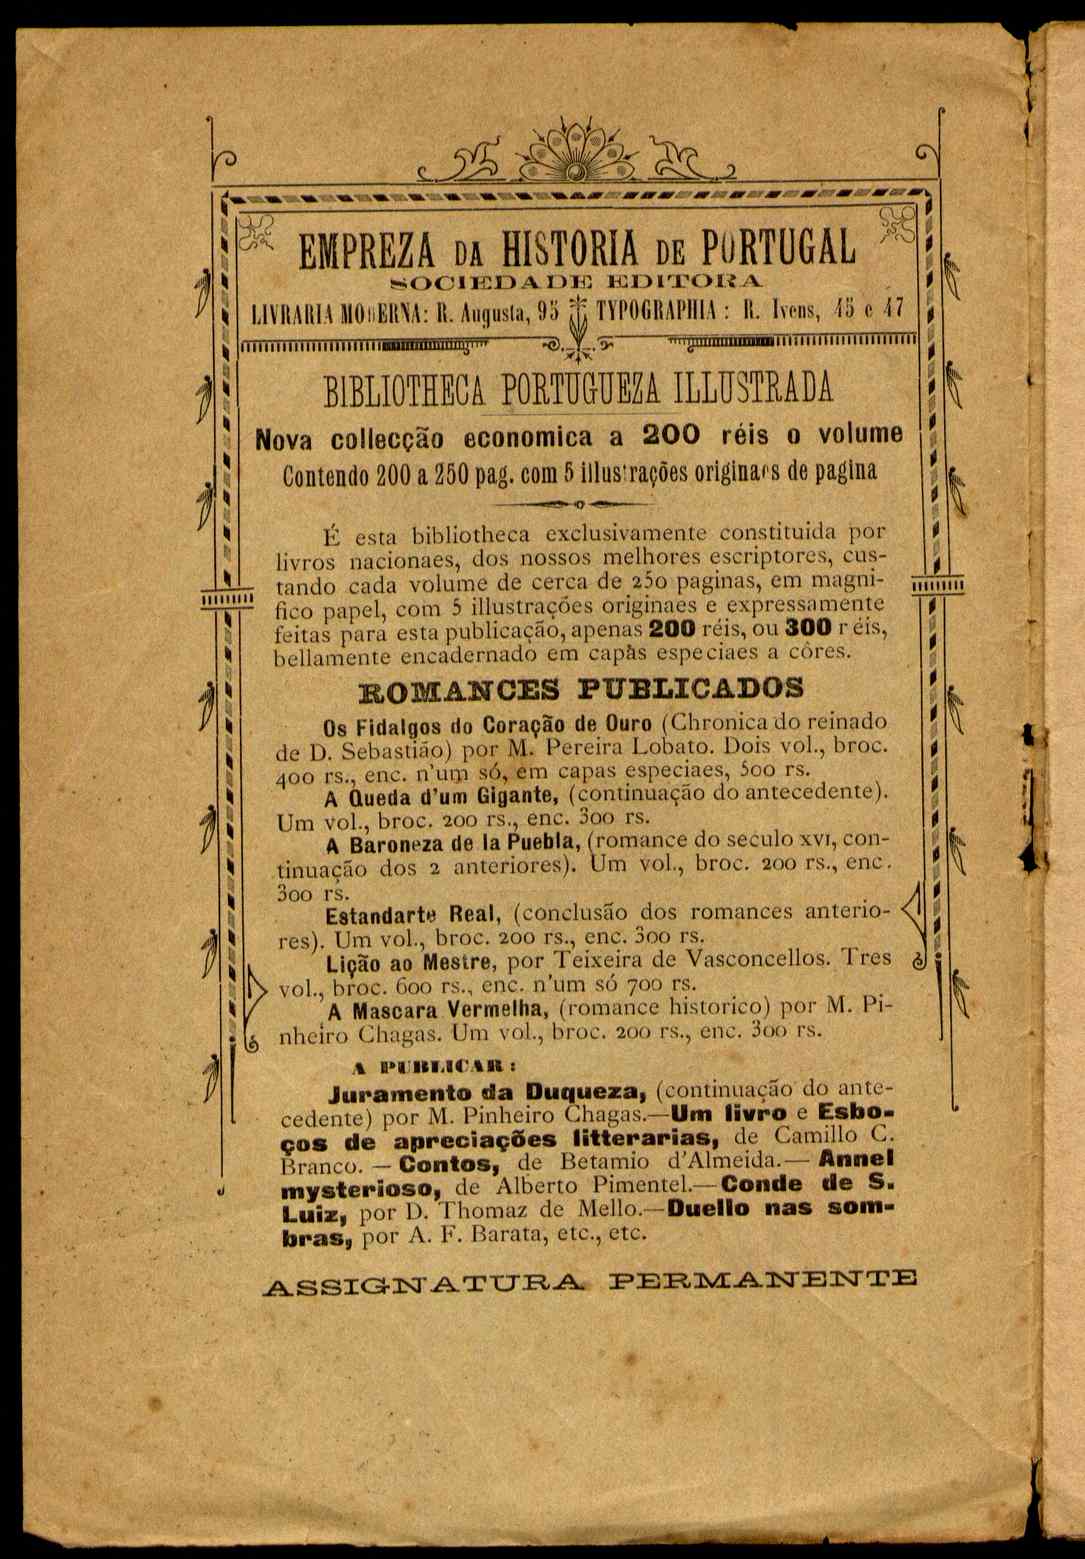 EMPREZA DA HISTORIA DE PORTUGAL
SOCIEDADE EDITORA
LIVRARIA MODERNA: R. Augusta, 95 TYPOGRAPHIA: R. Ivens, 45 e 47
BIBLIOTHECA PORTUGUEZA ILLUSTRADA
Nova collecção economica a 200 réis o volume
Contendo 200 a 250 pag. com 5 illustrações originaes de pagina
É esta bibliotheca exclusivamente constituida por
livros nacionaes, dos nossos melhores escriptores, cus-
tando cada volume de cerca de 250 paginas, em magni-
fico papel, com 5 illustrações originaes e expressamente
feitas para esta publicação, apenas 200 réis, ou 300 réis,
bellamente encadernado em capàs especiaes a côres.
ROMANCES PUBLICADOS
Os Fidalgos do Coração de Ouro (Chronica do reinado
de D. Sebastião) por M. Pereira Lobato. Dois vol., broc.
400 rs., enc. n'um só, em capas especiaes, 500 rs.
A Queda d'um Gigante, (continuação do antecedente).
Um vol., broc. 200 rs., enc. 300 rs.
A Baroneza de la Puebla, (romance do seculo XVI, con-
tinuação dos 2 anteriores). Um vol., broc. 200 rs., enc.
300 rs.
Estandarte Real, (conclusão dos romances anterio-
res). Um vol., broc. 200 rs., enc. 300 rs.
Lição ao Mestre, por Teixeira de Vasconcellos. Tres
vol., broc. 600 rs., enc. n'um só 700 rs.
A Mascara Vermelha, (romance historico) por M. Pi-
nheiro Chagas. Um vol., broc. 200 rs., enc. 300 rs.
A PUBLICAR:
Juramento da Duqueza, (continuação do ante-
cedente) por M. Pinheiro Chagas.—Um livro e Esbo-
ços de apreciações litterarias, de Camillo C.
Branco. — Contos, de Betamio d'Almeida.— Annel
mysterioso, de Alberto Pimentel.—Conde de S.
Luiz, por D. Thomaz de Mello.—Duello nas som-
bras, por A. F. Barata, etc., etc.
ASSIGNATURA PERMANENTE